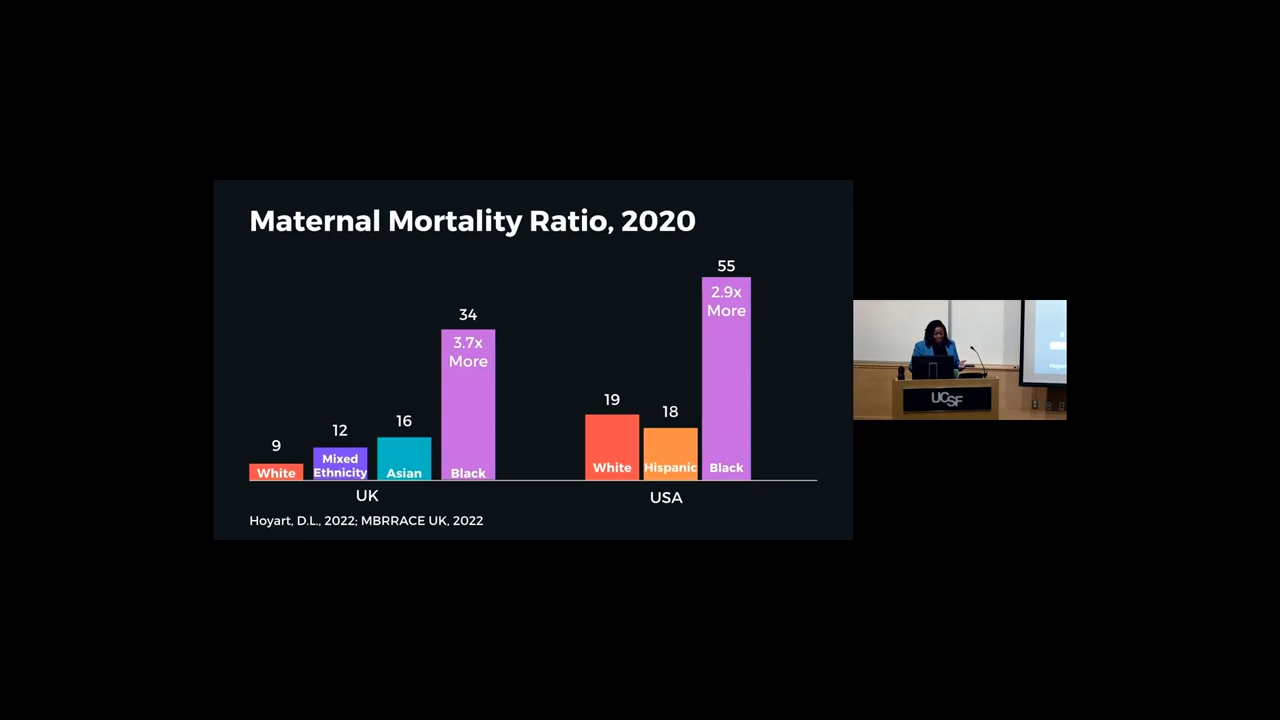 Maternal Mortality Ratio, 2020
9
White
12
Mixed
Ethnicity
16
Asian
34
3.7x
More
Black
UK
19
White
18
Hispanic
55
2.9x
More
Black
USA
Hoyart, D.L., 2022; MBRRACE UK, 2022
UCSF